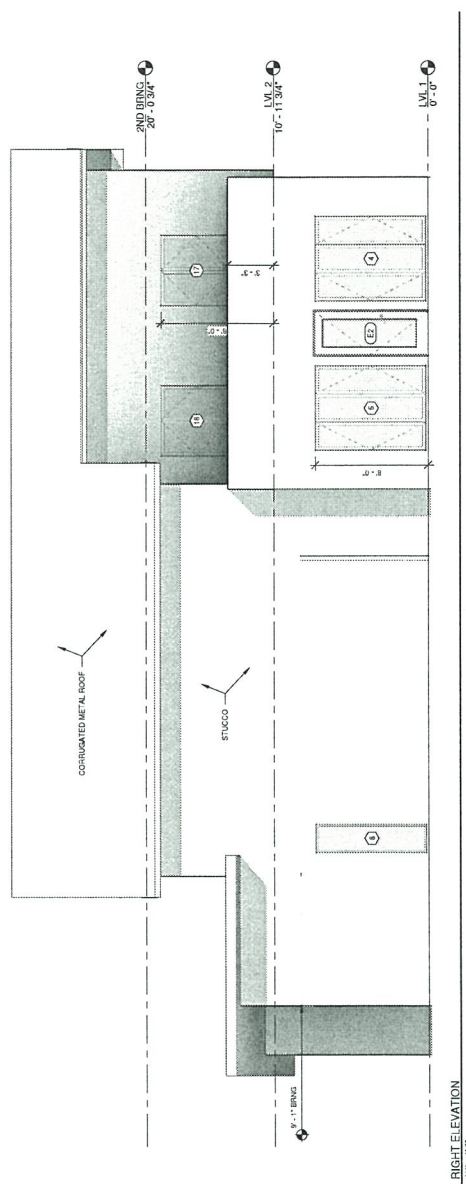 2ND BRNG
20' - 0 3/4"
LVL 2
10' - 11 3/4"
LVL 1
0' - 0"
CORRUGATED METAL ROOF
STUCCO
17
18
3' - 3"
8' - 0"
4
E2
5
8' - 0"
6
9' - 1" BRNG
RIGHT ELEVATION